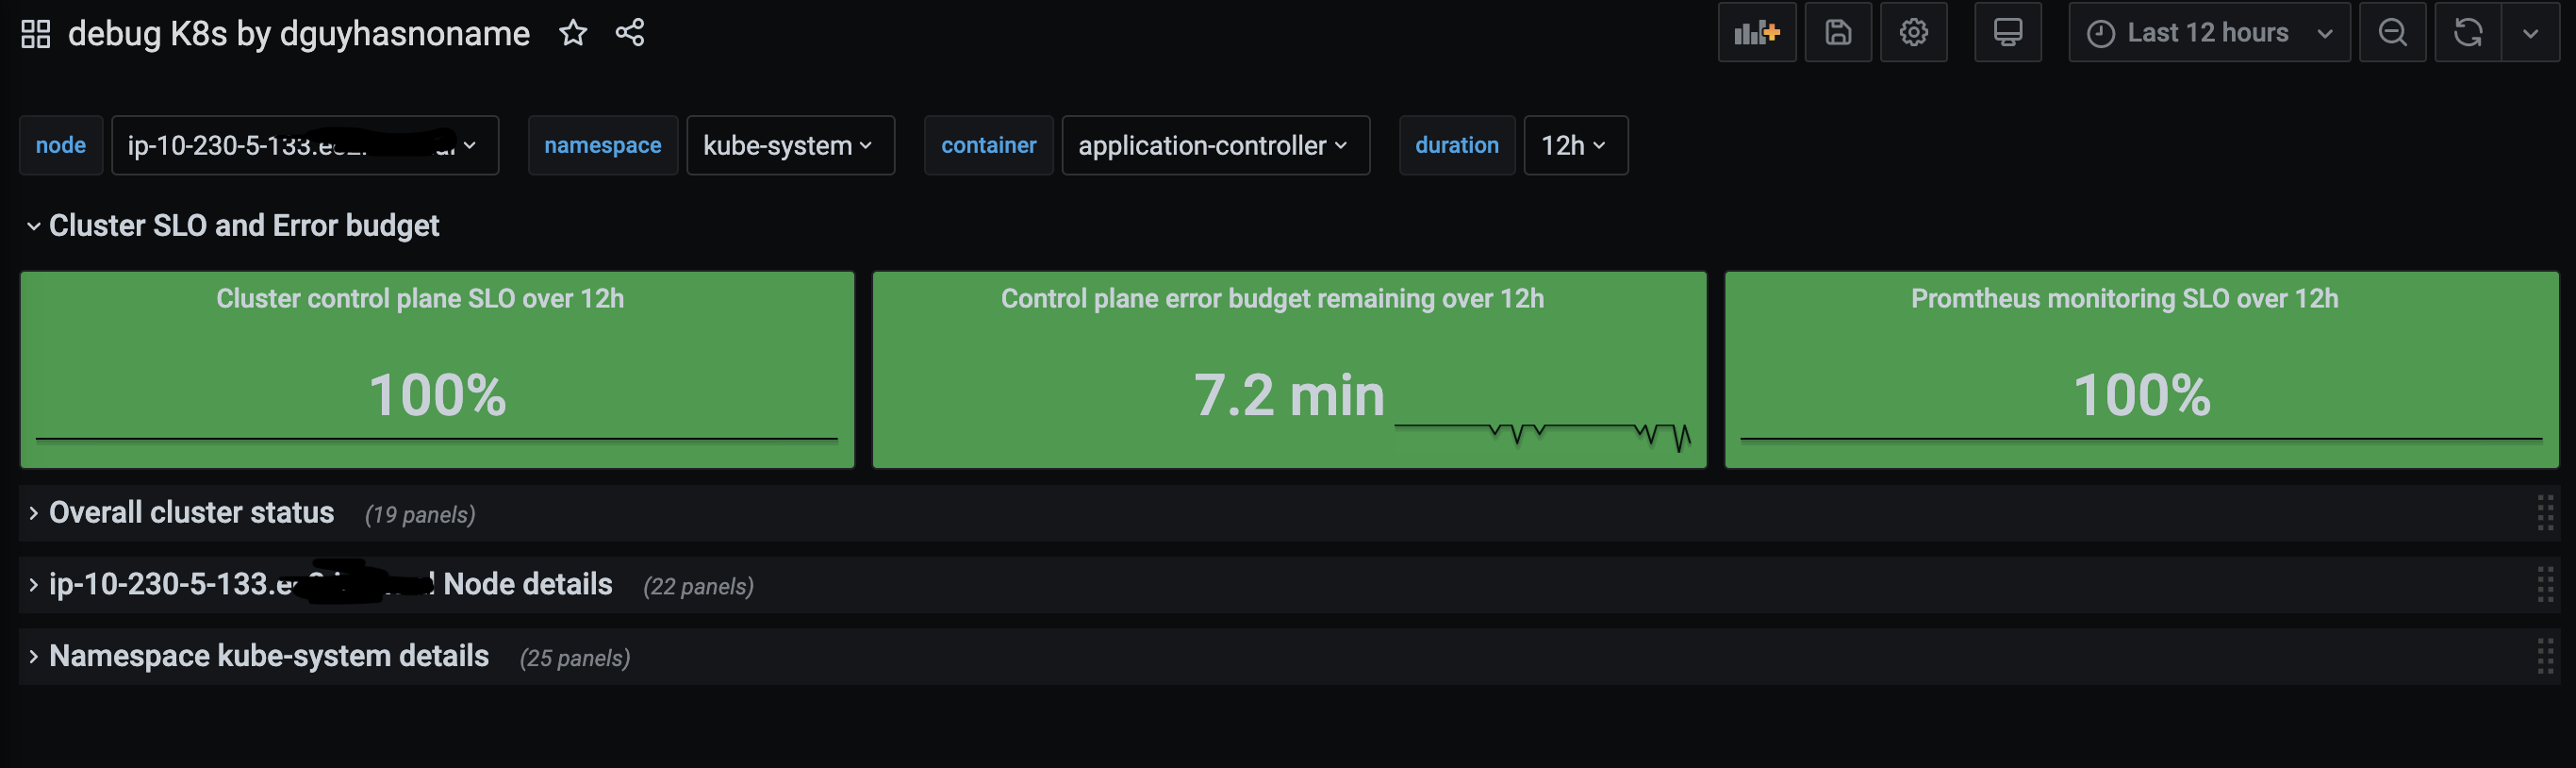 debug K8s by dguyhasnoname
Last 12 hours
node
ip-10-230-5-133
namespace
kube-system
container
application-controller
duration
12h
Cluster SLO and Error budget
Cluster control plane SLO over 12h
100%
Control plane error budget remaining over 12h
7.2 min
Promtheus monitoring SLO over 12h
100%
Overall cluster status (19 panels)
ip-10-230-5-133 Node details (22 panels)
Namespace kube-system details (25 panels)